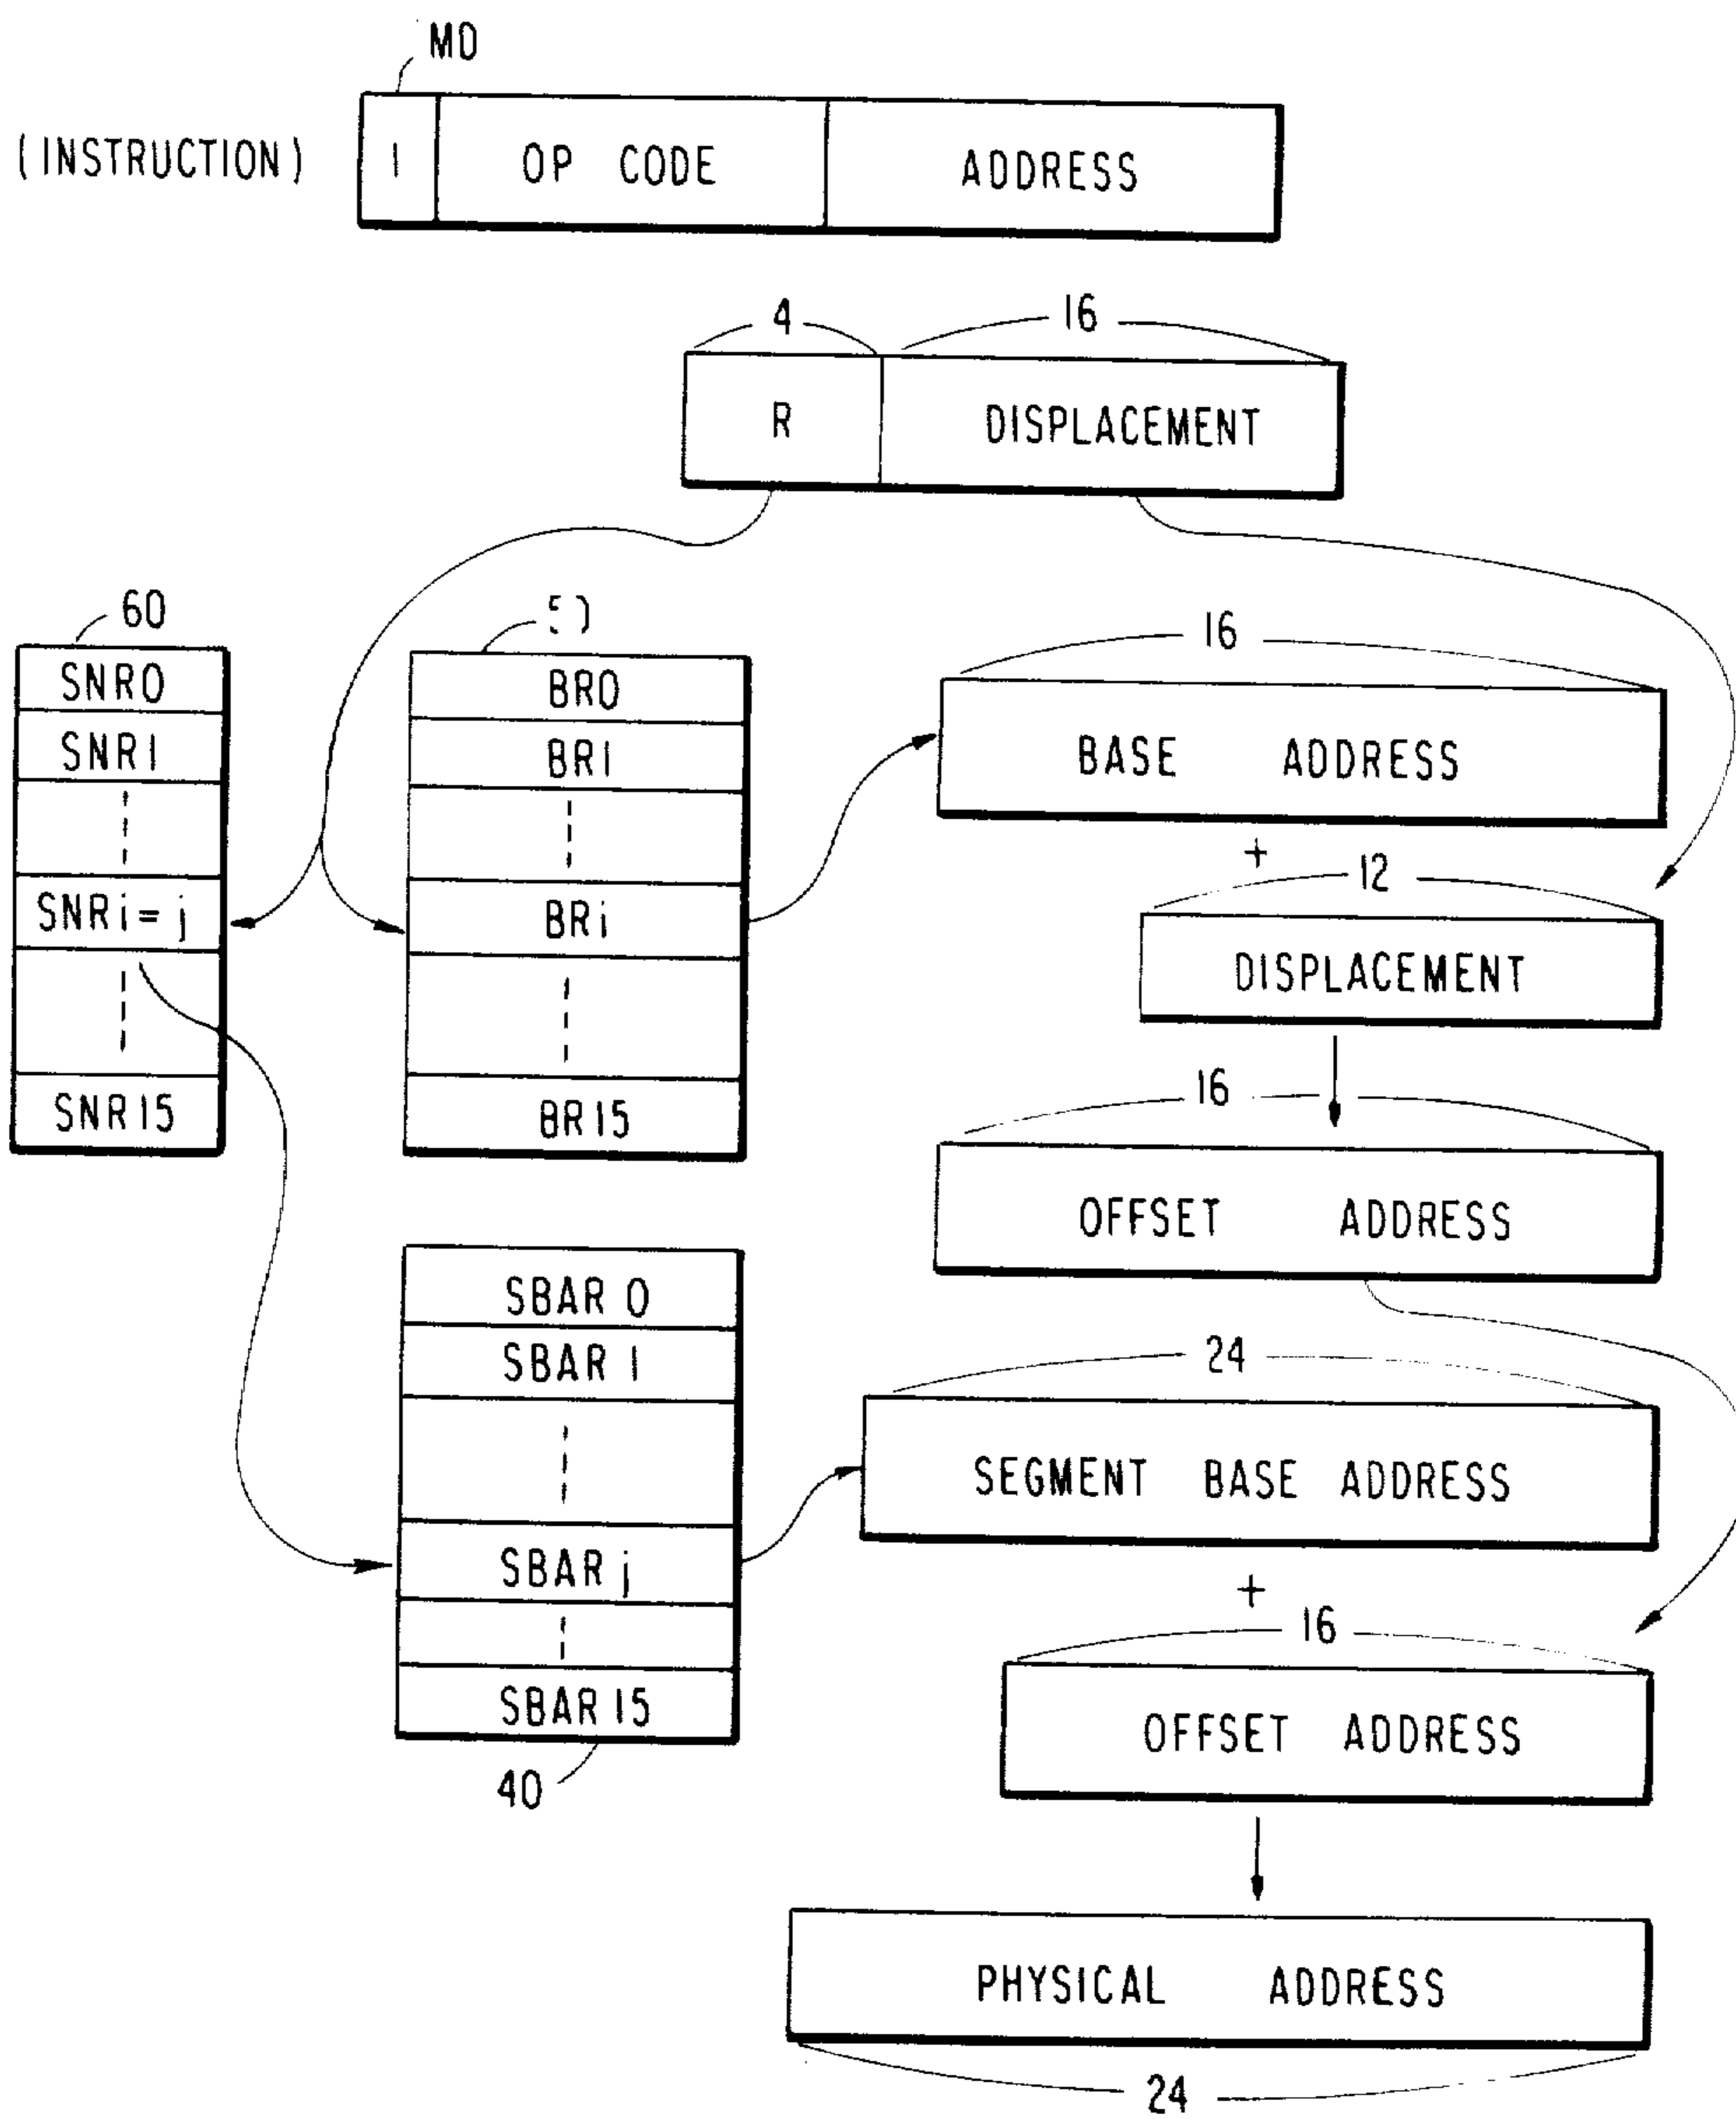 MO
(INSTRUCTION)
1 OP CODE ADDRESS
4 16
R DISPLACEMENT
60
SNR0
SNR1
SNRi=j
SNR15
BR0
BR1
BRi
BR15
16
BASE ADDRESS
+
12
DISPLACEMENT
16
OFFSET ADDRESS
SBAR 0
SBAR 1
SBAR j
SBAR 15
40
24
SEGMENT BASE ADDRESS
+
16
OFFSET ADDRESS
PHYSICAL ADDRESS
24